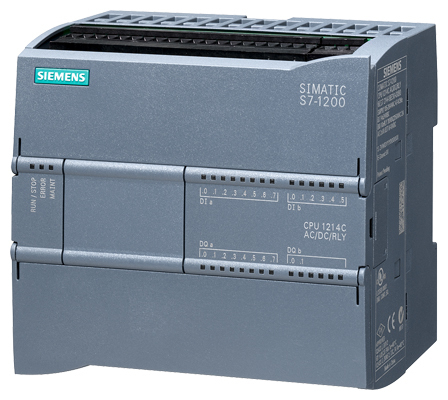 SIEMENS
SIMATIC
S7-1200
RUN / STOP
ERROR
MAINT
.0 .1 .2 .3 .4 .5 .6 .7
DI a
.0 .1 .2 .3 .4 .5
DI b
CPU 1214C
AC/DC/RLY
DQ a
.0 .1 .2 .3 .4 .5 .6 .7
DQ b
.0 .1